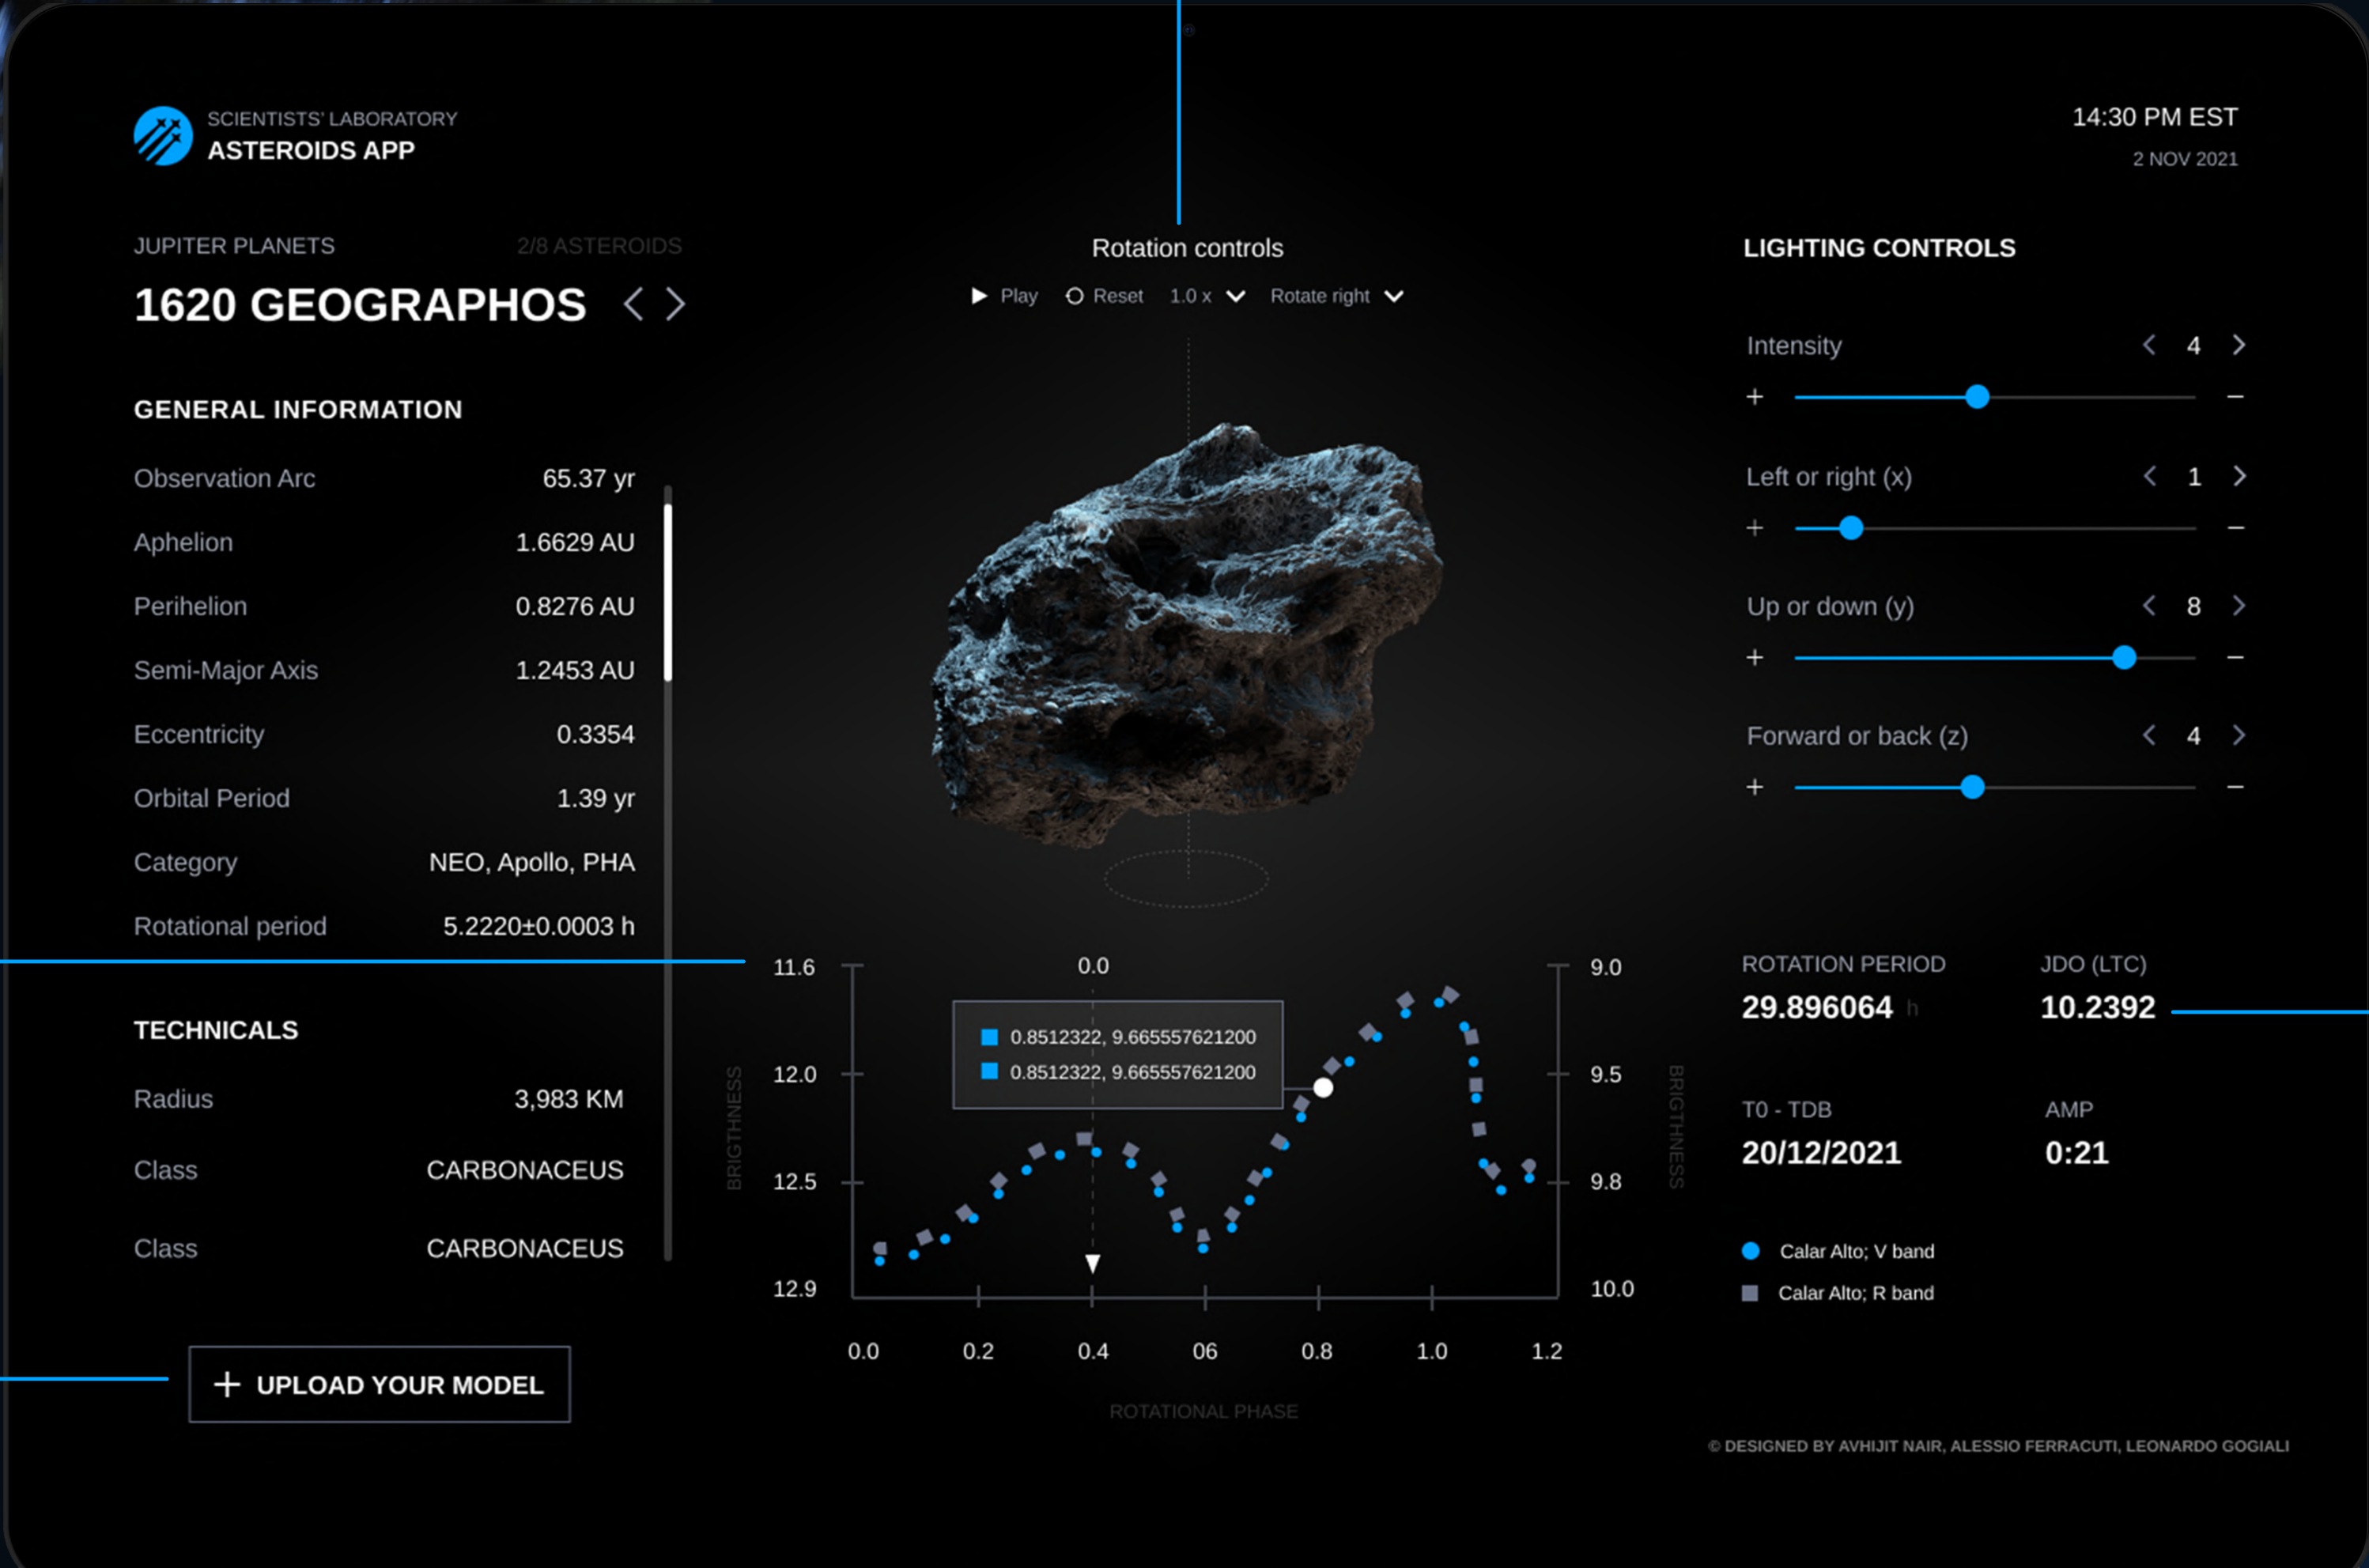 SCIENTISTS' LABORATORY
ASTEROIDS APP
14:30 PM EST
2 NOV 2021
JUPITER PLANETS
2/8 ASTEROIDS
1620 GEOGRAPHOS
GENERAL INFORMATION
Observation Arc 65.37 yr
Aphelion 1.6629 AU
Perihelion 0.8276 AU
Semi-Major Axis 1.2453 AU
Eccentricity 0.3354
Orbital Period 1.39 yr
Category NEO, Apollo, PHA
Rotational period 5.2220±0.0003 h
TECHNICALS
Radius 3,983 KM
Class CARBONACEUS
Class CARBONACEUS
+ UPLOAD YOUR MODEL
Rotation controls
Play Reset 1.0 x Rotate right
0.0
0.8512322, 9.665557621200
0.8512322, 9.665557621200
BRIGTHNESS
11.6
12.0
12.5
12.9
9.0
9.5
9.8
10.0
BRIGTHNESS
0.0 0.2 0.4 06 0.8 1.0 1.2
ROTATIONAL PHASE
LIGHTING CONTROLS
Intensity 4
+ −
Left or right (x) 1
+ −
Up or down (y) 8
+ −
Forward or back (z) 4
+ −
ROTATION PERIOD
29.896064 h
JDO (LTC)
10.2392
T0 - TDB
20/12/2021
AMP
0:21
Calar Alto; V band
Calar Alto; R band
© DESIGNED BY AVHIJIT NAIR, ALESSIO FERRACUTI, LEONARDO GOGIALI